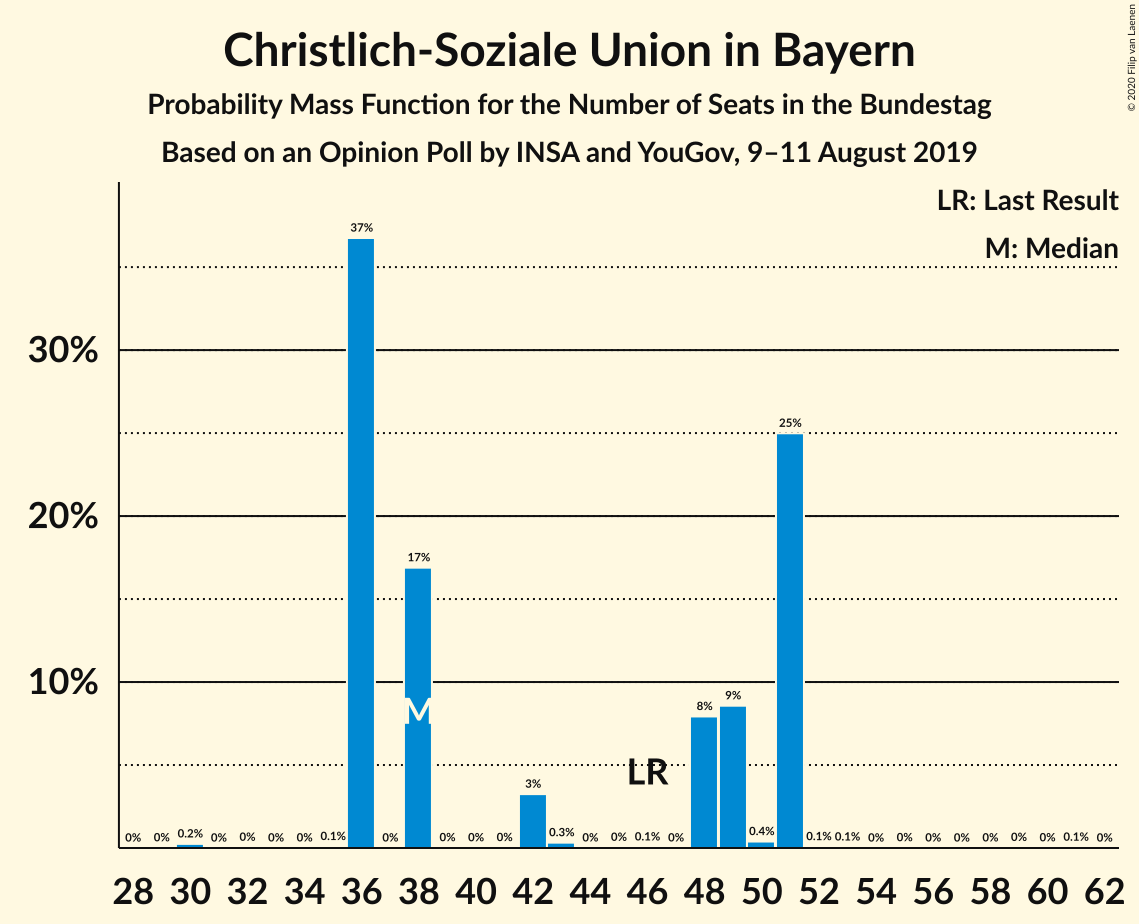 Christlich-Soziale Union in Bayern
Probability Mass Function for the Number of Seats in the Bundestag
Based on an Opinion Poll by INSA and YouGov, 9–11 August 2019
© 2020 Filip van Laenen
LR: Last Result
M: Median
30%
20%
10%
0% 0% 0.2% 0% 0% 0% 0% 0.1% 37% 0% 17% 0% 0% 0% 3% 0.3% 0% 0% 0.1% 0% 8% 9% 0.4% 25% 0.1% 0.1% 0% 0% 0% 0% 0% 0% 0% 0.1% 0%
M
LR
28 30 32 34 36 38 40 42 44 46 48 50 52 54 56 58 60 62